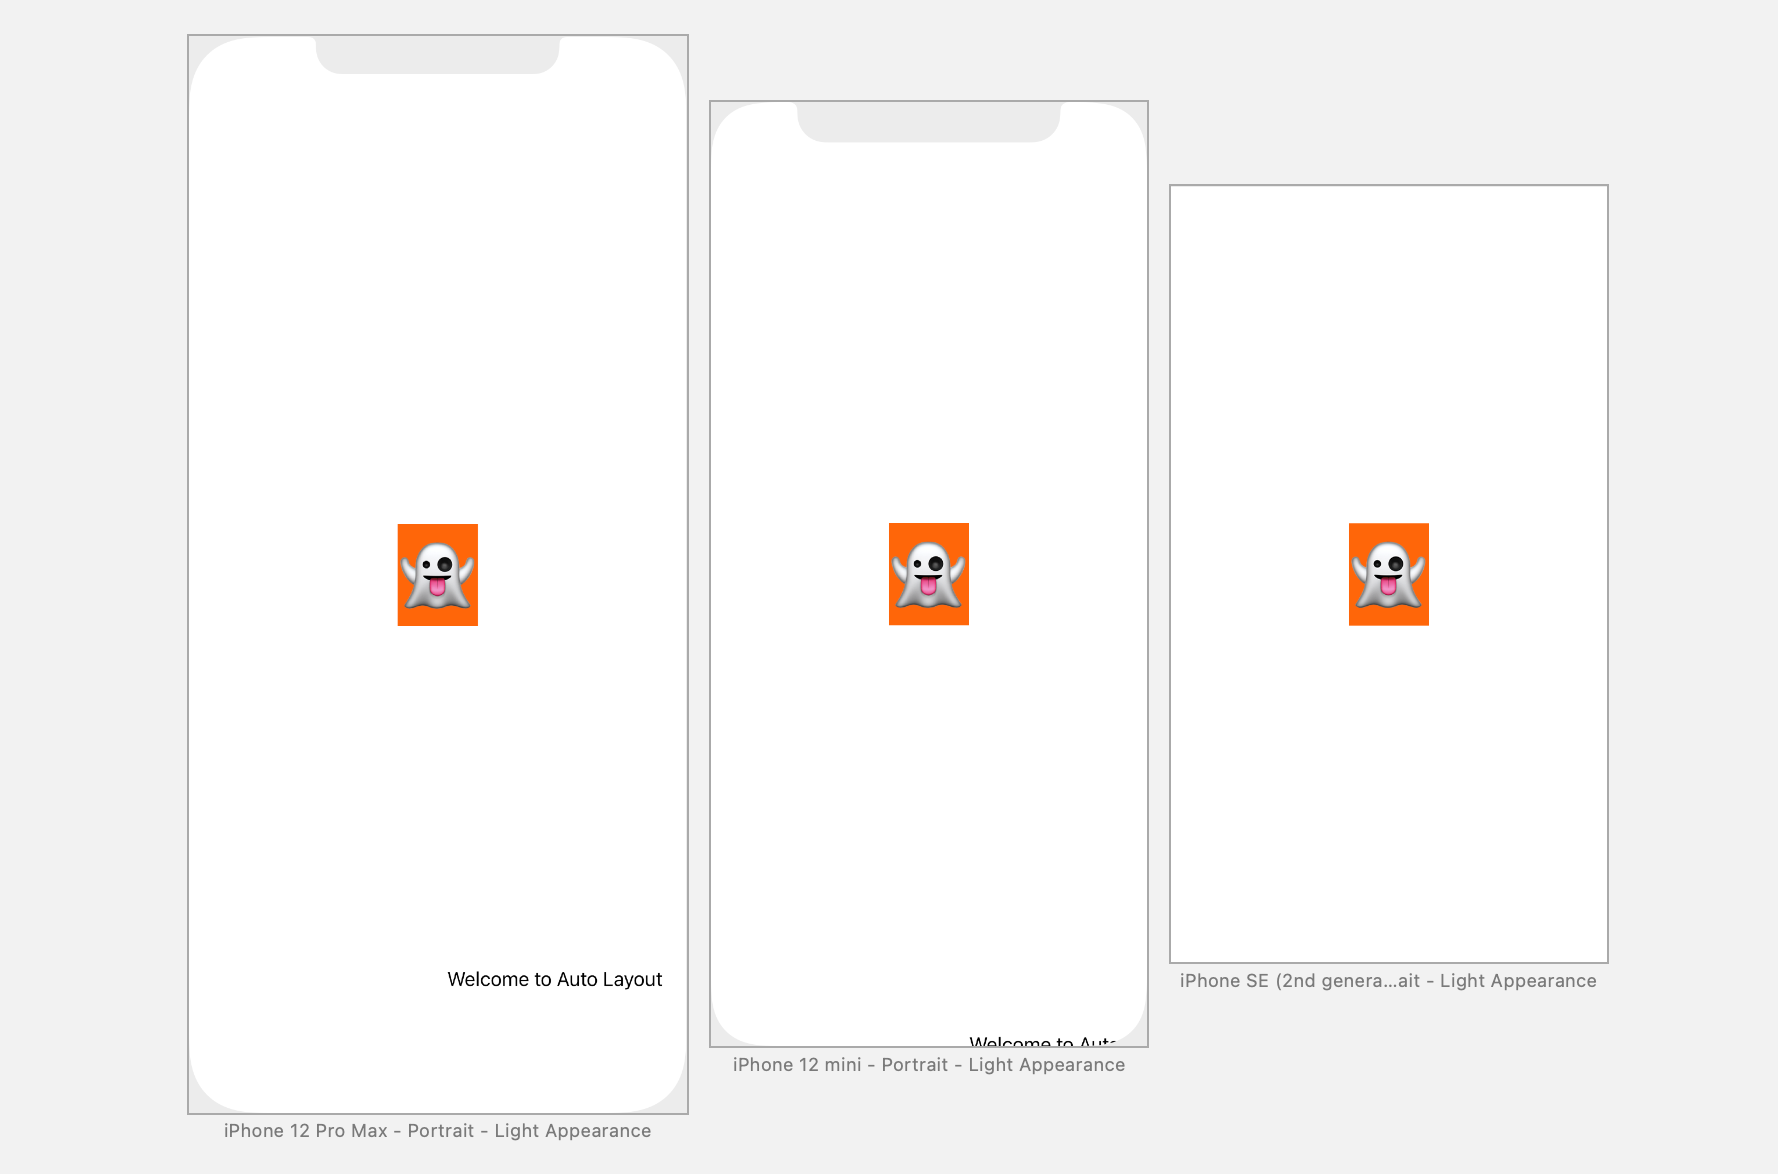 Welcome to Auto Layout
iPhone 12 Pro Max - Portrait - Light Appearance
Welcome to Auto
iPhone 12 mini - Portrait - Light Appearance
iPhone SE (2nd genera...ait - Light Appearance